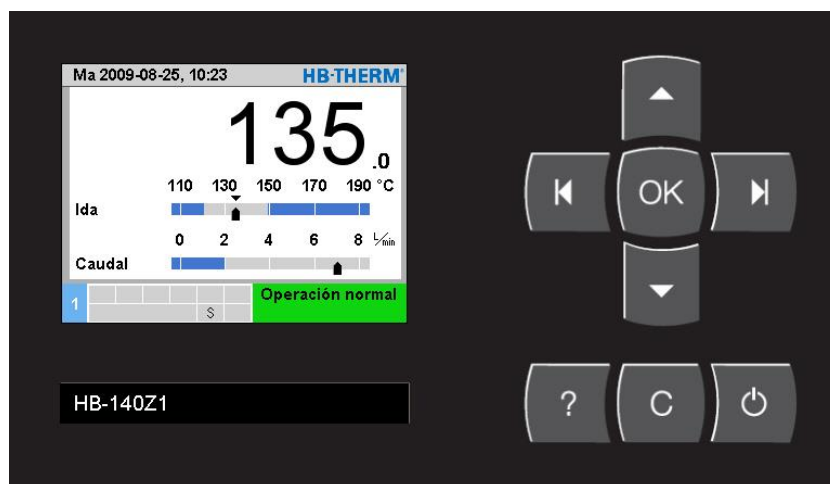 Ma 2009-08-25, 10:23 HB-THERM®
135.0
110 130 150 170 190 °C
Ida
0 2 4 6 8 L/min
Caudal
1 S Operación normal
HB-140Z1
OK
? C